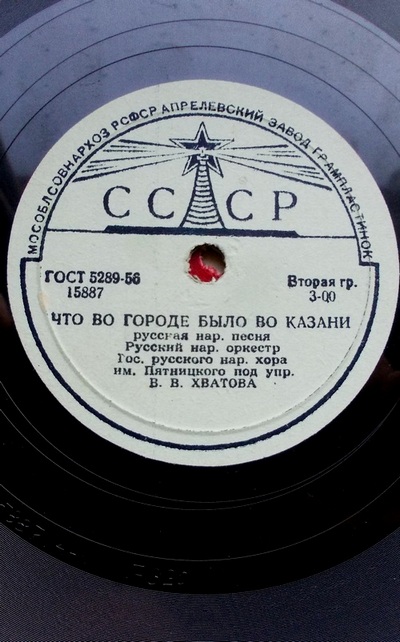 МОСОБЛСОВНАРХОЗ РСФСР АПРЕЛЕВСКИЙ ЗАВОД ГРАМПЛАСТИНОК
СССР
ГОСТ 5289-56
15887
Вторая гр.
3-00
ЧТО ВО ГОРОДЕ БЫЛО ВО КАЗАНИ
русская нар. песня
Русский нар. оркестр
Гос. русского нар. хора
им. Пятницкого под упр.
В. В. ХВАТОВА